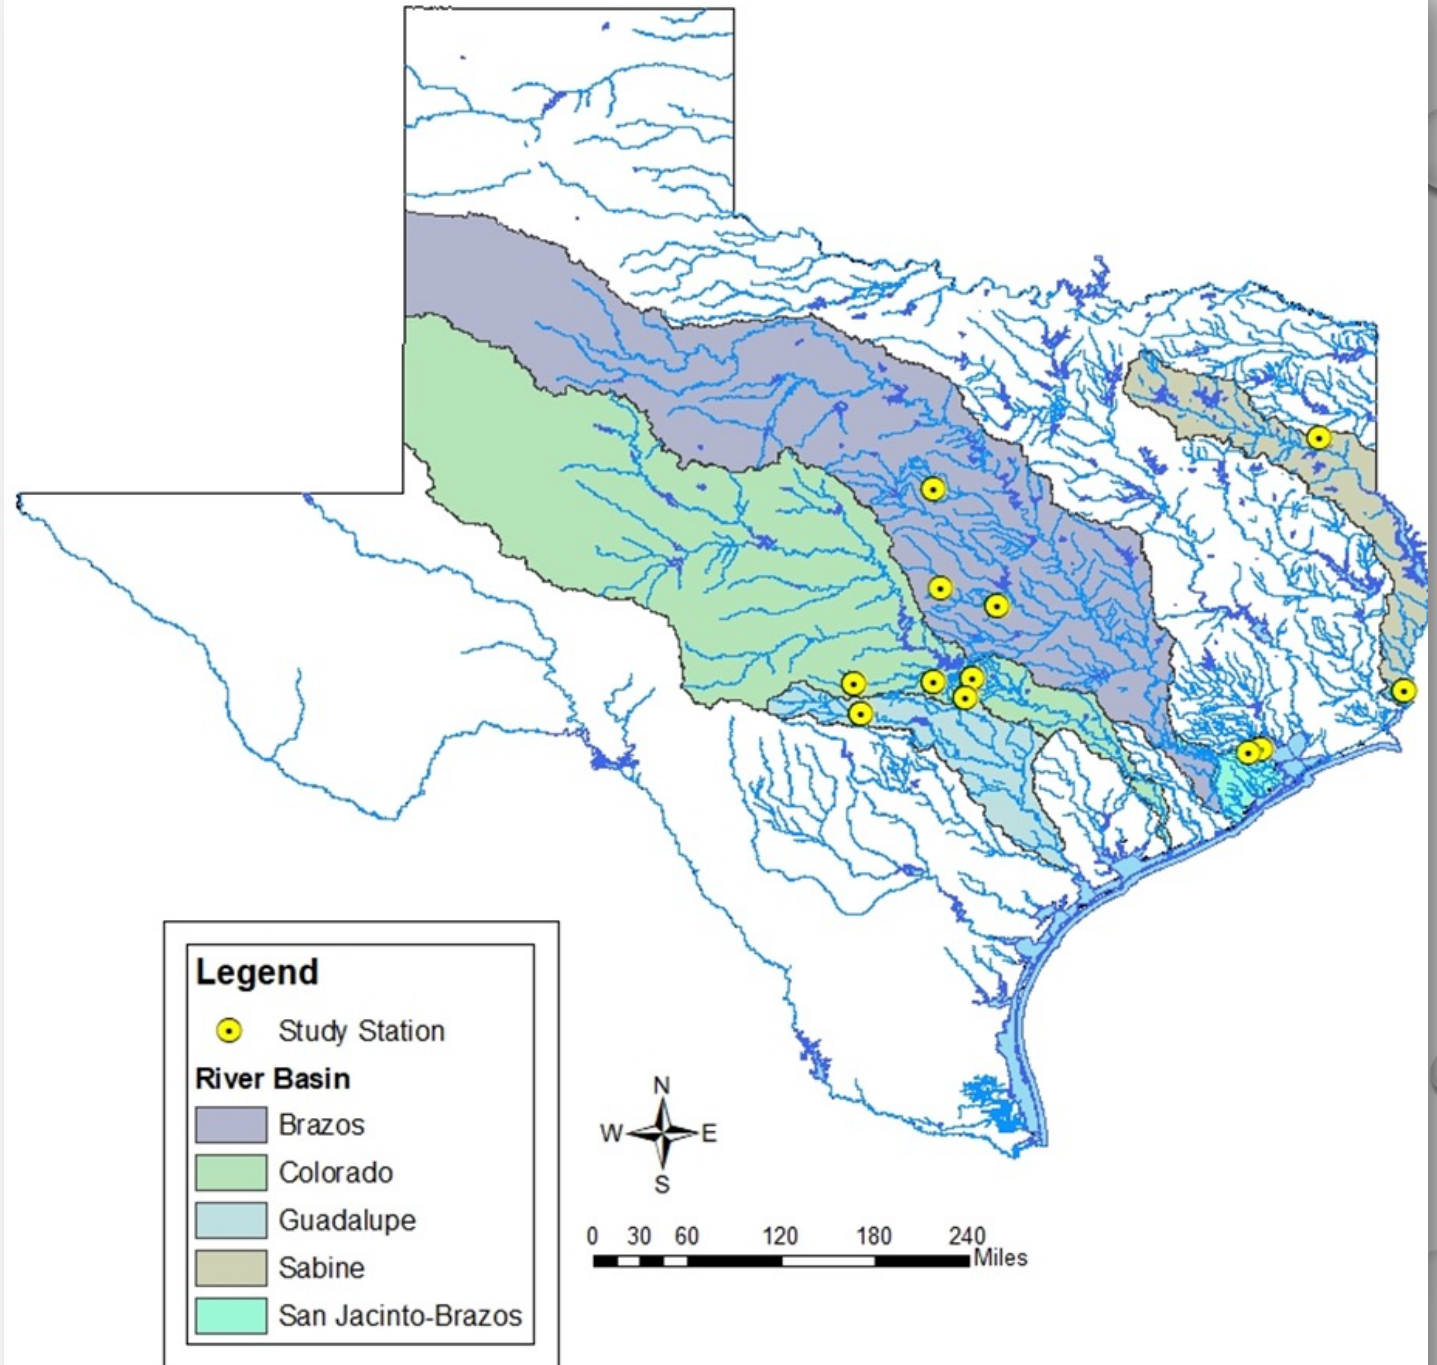 Legend
Study Station
River Basin
Brazos
Colorado
Guadalupe
Sabine
San Jacinto-Brazos
N
W E
S
0 30 60 120 180 240
Miles